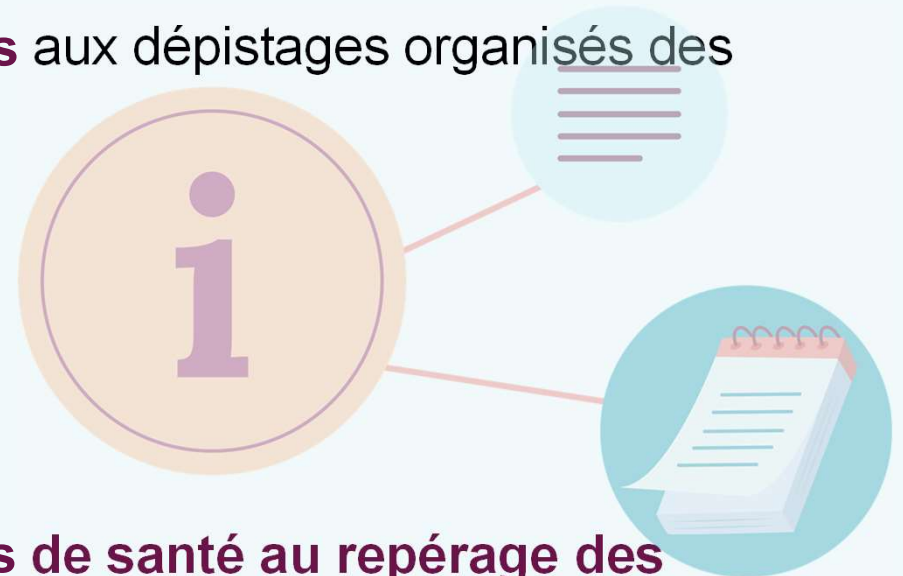 s aux dépistages organisés des
i
s de santé au repérage des